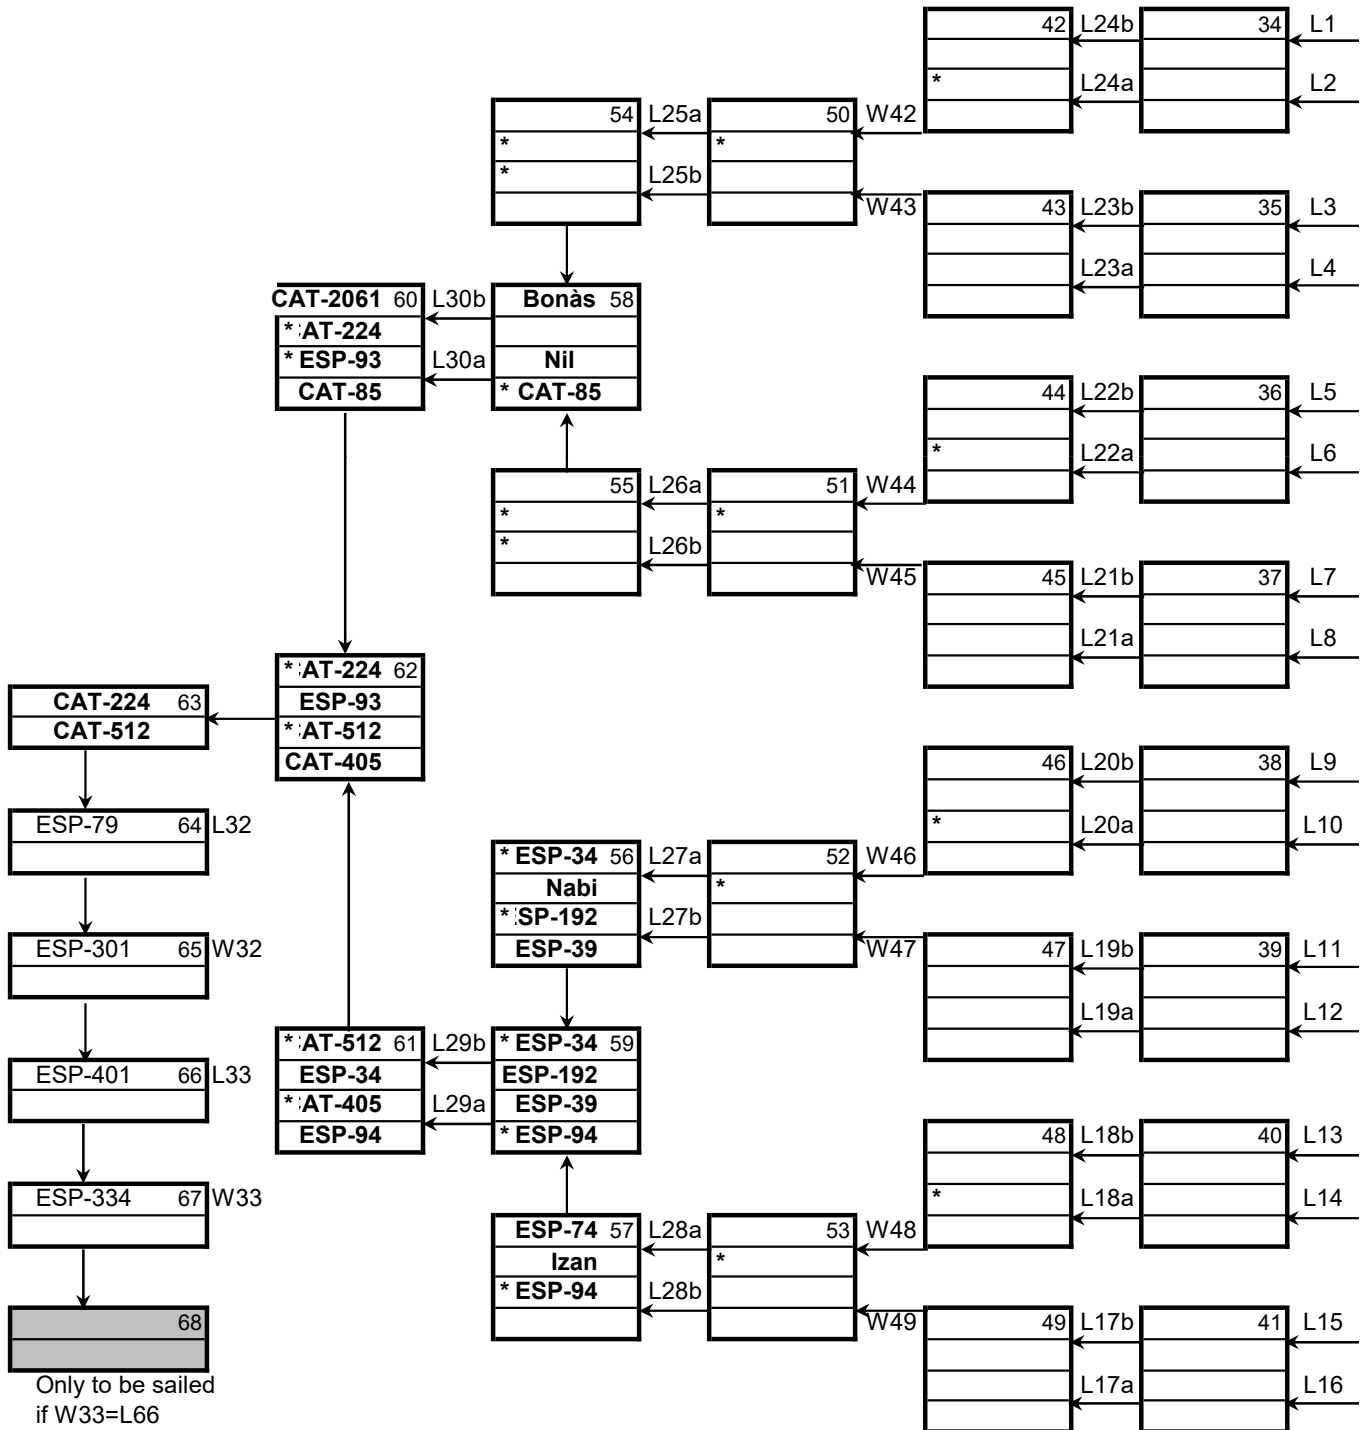 42 L24b 34 L1
* L24a L2
54 L25a 50 W42
* *
* L25b
W43 43 L23b 35 L3
L23a L4
CAT-2061 60 L30b Bonàs 58
* :AT-224
* ESP-93 L30a Nil
CAT-85 * CAT-85
44 L22b 36 L5
* L22a L6
55 L26a 51 W44
* *
* L26b
W45 45 L21b 37 L7
L21a L8
* :AT-224 62
CAT-224 63 ESP-93
CAT-512 * :AT-512
CAT-405
46 L20b 38 L9
* L20a L10
ESP-79 64 L32
* ESP-34 56 L27a 52 W46
Nabi *
* :SP-192 L27b
ESP-39
ESP-301 65 W32
W47 47 L19b 39 L11
L19a L12
* :AT-512 61 L29b * ESP-34 59
ESP-34 ESP-192
* :AT-405 L29a ESP-39
ESP-94 * ESP-94
ESP-401 66 L33
48 L18b 40 L13
* L18a L14
ESP-334 67 W33
ESP-74 57 L28a 53 W48
Izan *
* ESP-94 L28b
W49 49 L17b 41 L15
L17a L16
68
Only to be sailed
if W33=L66